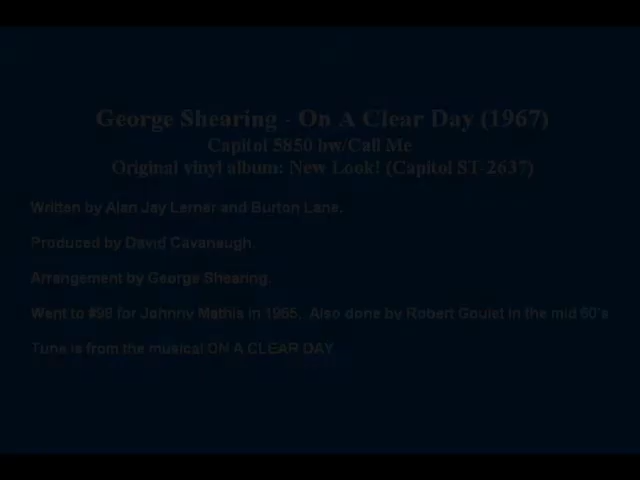 George Shearing - On A Clear Day (1967)
Capitol 5850 bw/Call Me
Original vinyl album: New Look! (Capitol ST-2637)
Written by Alan Jay Lerner and Burton Lane.
Produced by David Cavanaugh
Arrangement by George Shearing.
Went to #98 for Johnny Mathis in 1965. Also done by Robert Goulet in the mid 60's
Tune is from the musical ON A CLEAR DAY